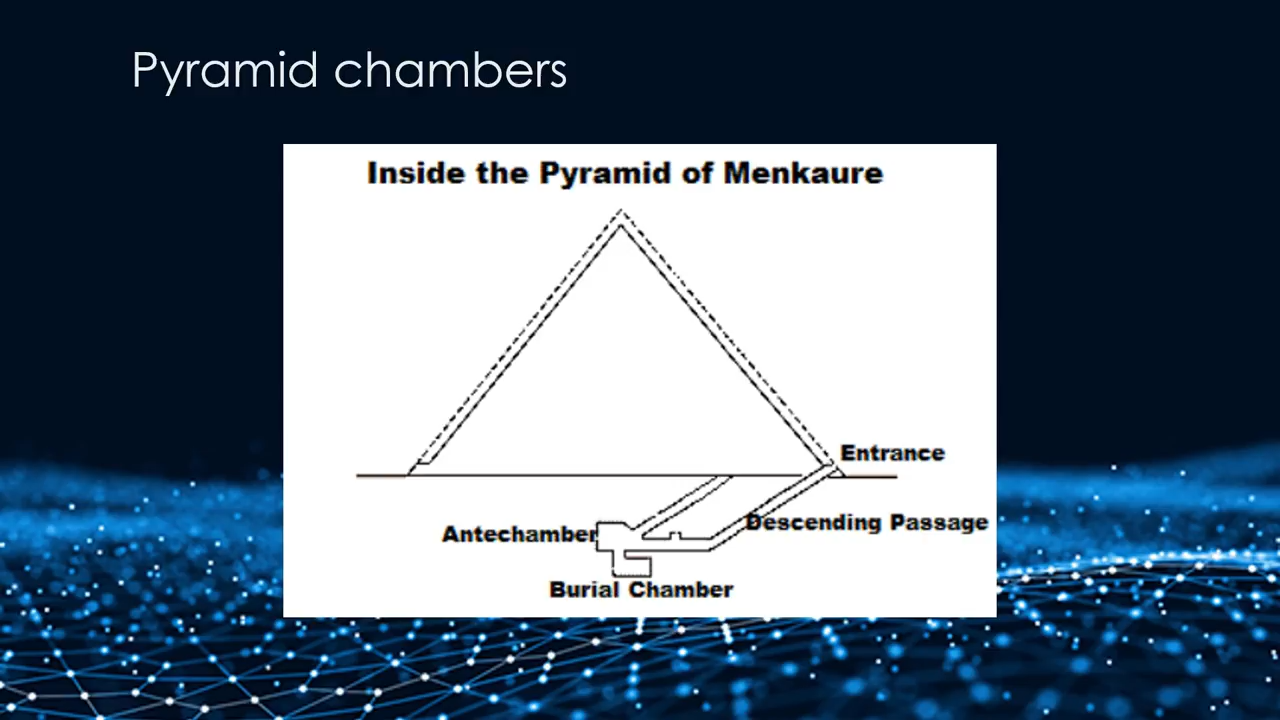 Pyramid chambers
Inside the Pyramid of Menkaure
Entrance
Descending Passage
Antechamber
Burial Chamber